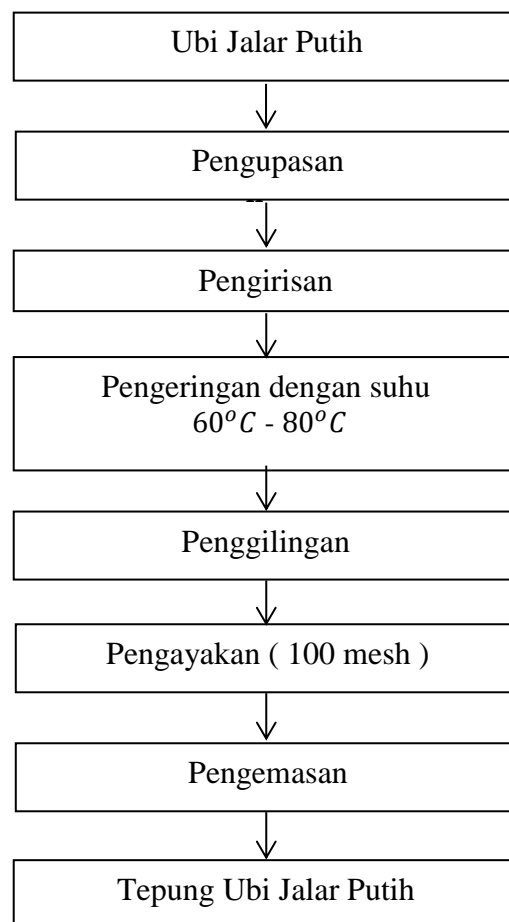 Ubi Jalar Putih
Pengupasan
Pengirisan
Pengeringan dengan suhu
60°C - 80°C
Penggilingan
Pengayakan ( 100 mesh )
Pengemasan
Tepung Ubi Jalar Putih